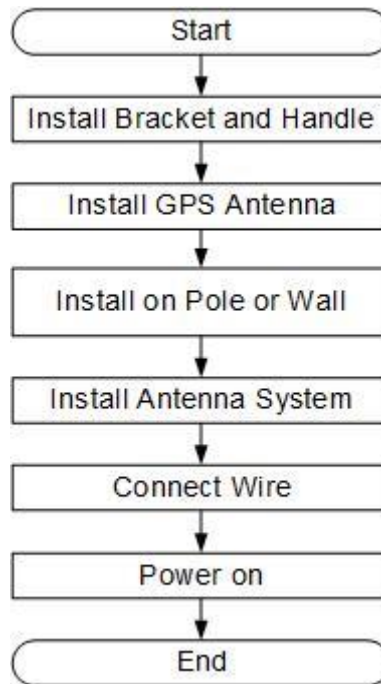 Start
Install Bracket and Handle
Install GPS Antenna
Install on Pole or Wall
Install Antenna System
Connect Wire
Power on
End